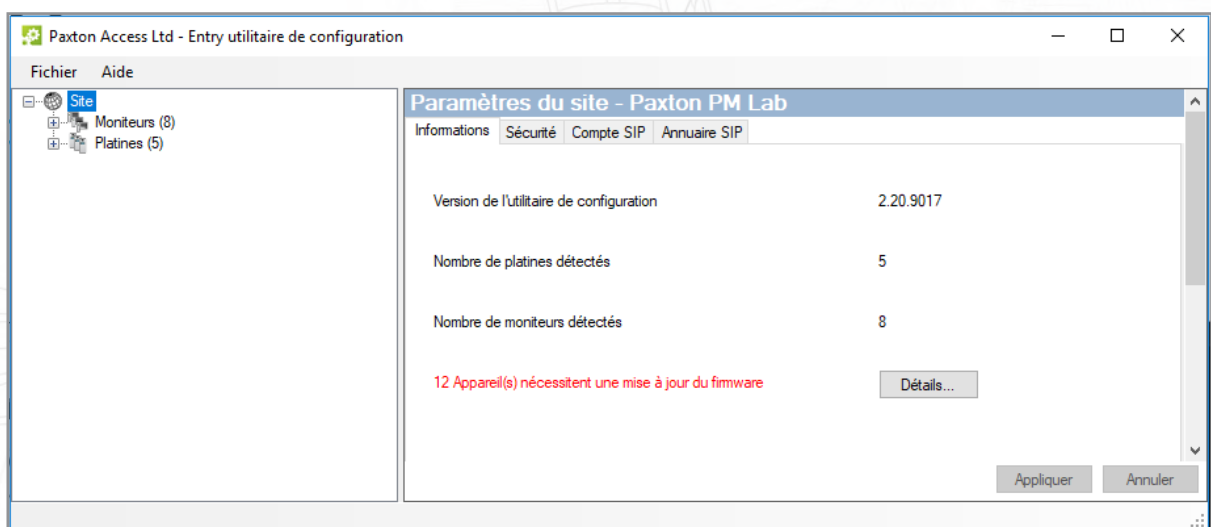 Paxton Access Ltd - Entry utilitaire de configuration
Fichier Aide
Site
Moniteurs (8)
Platines (5)
Paramètres du site - Paxton PM Lab
Informations Sécurité Compte SIP Annuaire SIP
Version de l'utilitaire de configuration 2.20.9017
Nombre de platines détectés 5
Nombre de moniteurs détectés 8
12 Appareil(s) nécessitent une mise à jour du firmware Détails...
Appliquer Annuler